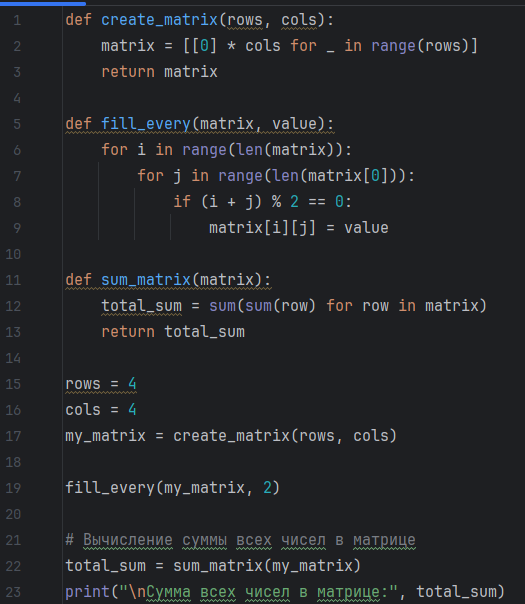 1 def create_matrix(rows, cols):
2     matrix = [[0] * cols for _ in range(rows)]
3     return matrix
4
5 def fill_every(matrix, value):
6     for i in range(len(matrix)):
7         for j in range(len(matrix[0])):
8             if (i + j) % 2 == 0:
9                 matrix[i][j] = value
10
11 def sum_matrix(matrix):
12     total_sum = sum(sum(row) for row in matrix)
13     return total_sum
14
15 rows = 4
16 cols = 4
17 my_matrix = create_matrix(rows, cols)
18
19 fill_every(my_matrix, 2)
20
21 # Вычисление суммы всех чисел в матрице
22 total_sum = sum_matrix(my_matrix)
23 print("\nСумма всех чисел в матрице:", total_sum)